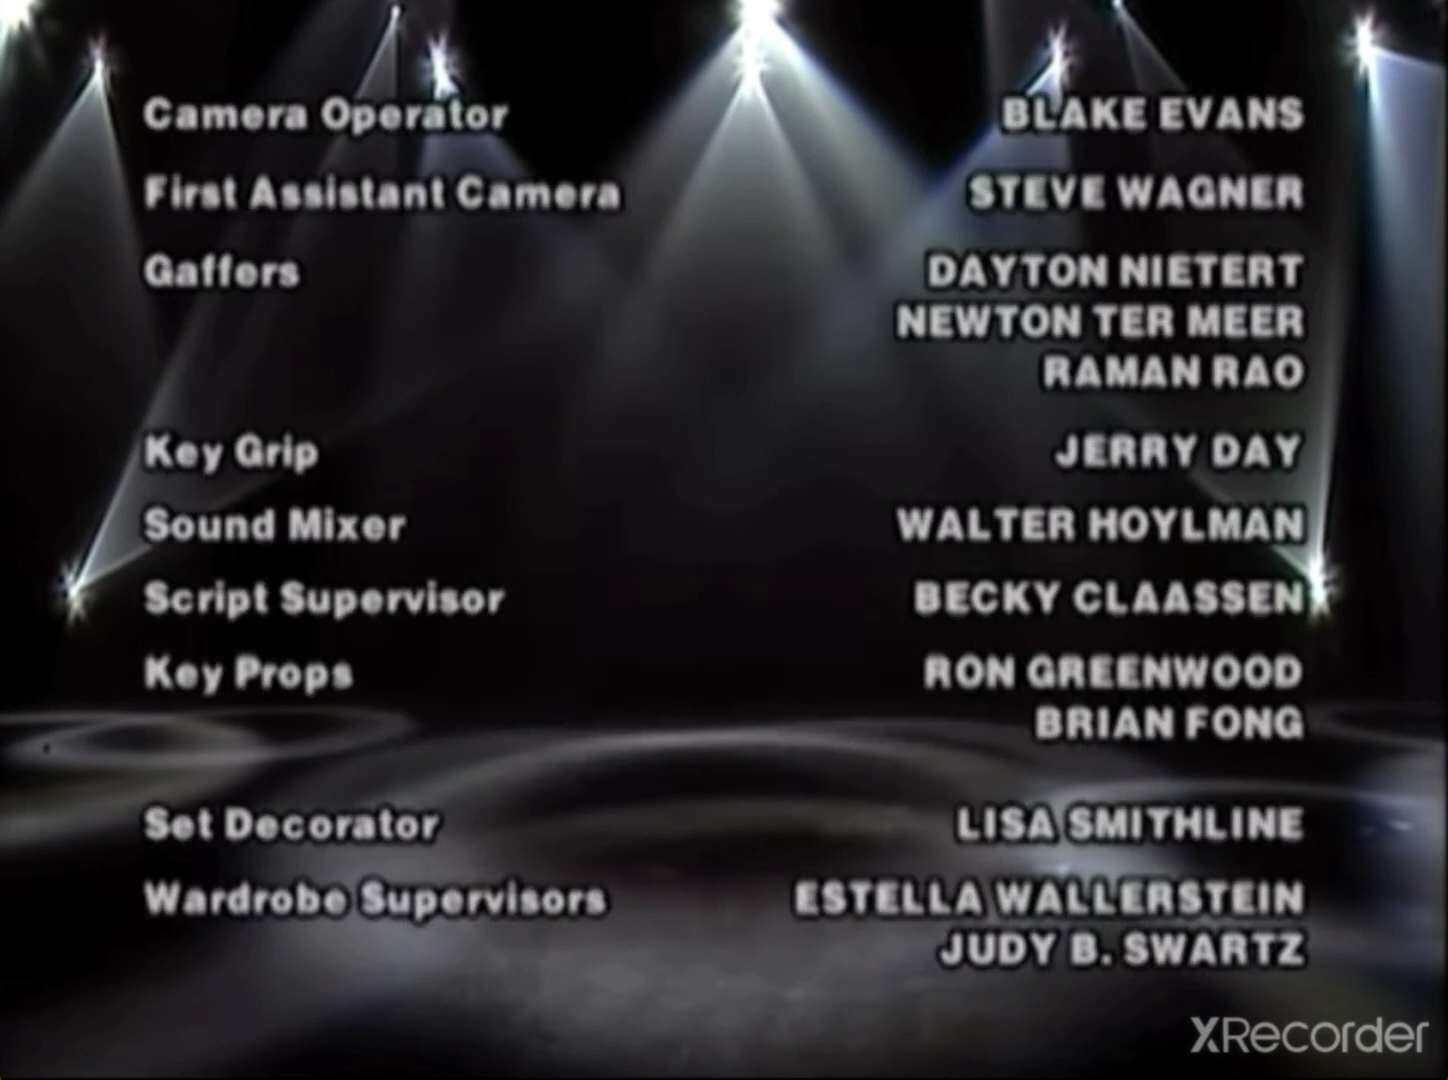 Camera Operator BLAKE EVANS
First Assistant Camera STEVE WAGNER
Gaffers DAYTON NIETERT
NEWTON TER MEER
RAMAN RAO
Key Grip JERRY DAY
Sound Mixer WALTER HOYLMAN
Script Supervisor BECKY CLAASSEN
Key Props RON GREENWOOD
BRIAN FONG
Set Decorator LISA SMITHLINE
Wardrobe Supervisors ESTELLA WALLERSTEIN
JUDY B. SWARTZ
XRecorder